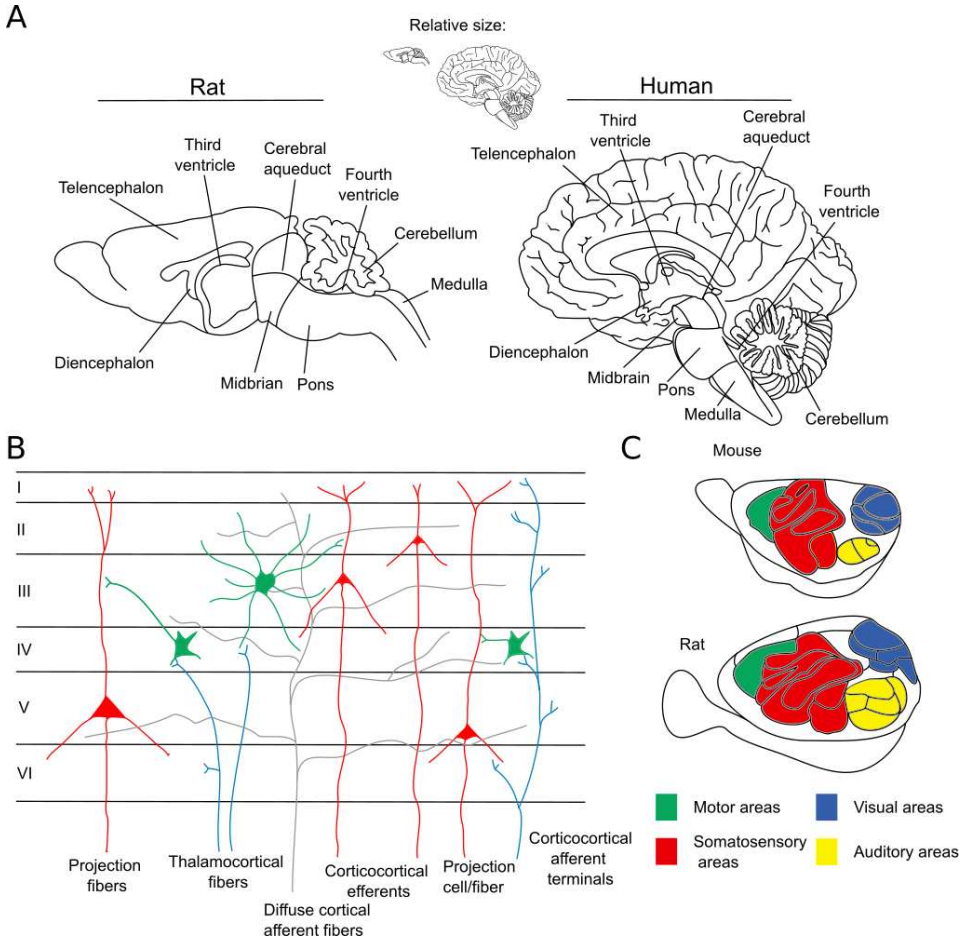 A
Relative size:
Rat
Human
Third
ventricle
Cerebral
aqueduct
Telencephalon
Fourth
ventricle
Cerebellum
Medulla
Diencephalon
Midbrian
Pons
Third
ventricle
Cerebral
aqueduct
Telencephalon
Fourth
ventricle
Diencephalon
Midbrain
Pons
Medulla
Cerebellum
B
I
II
III
IV
V
VI
Projection
fibers
Thalamocortical
fibers
Diffuse cortical
afferent fibers
Corticocortical
efferents
Projection
cell/fiber
Corticocortical
afferent
terminals
C
Mouse
Rat
Motor areas
Visual areas
Somatosensory
areas
Auditory areas